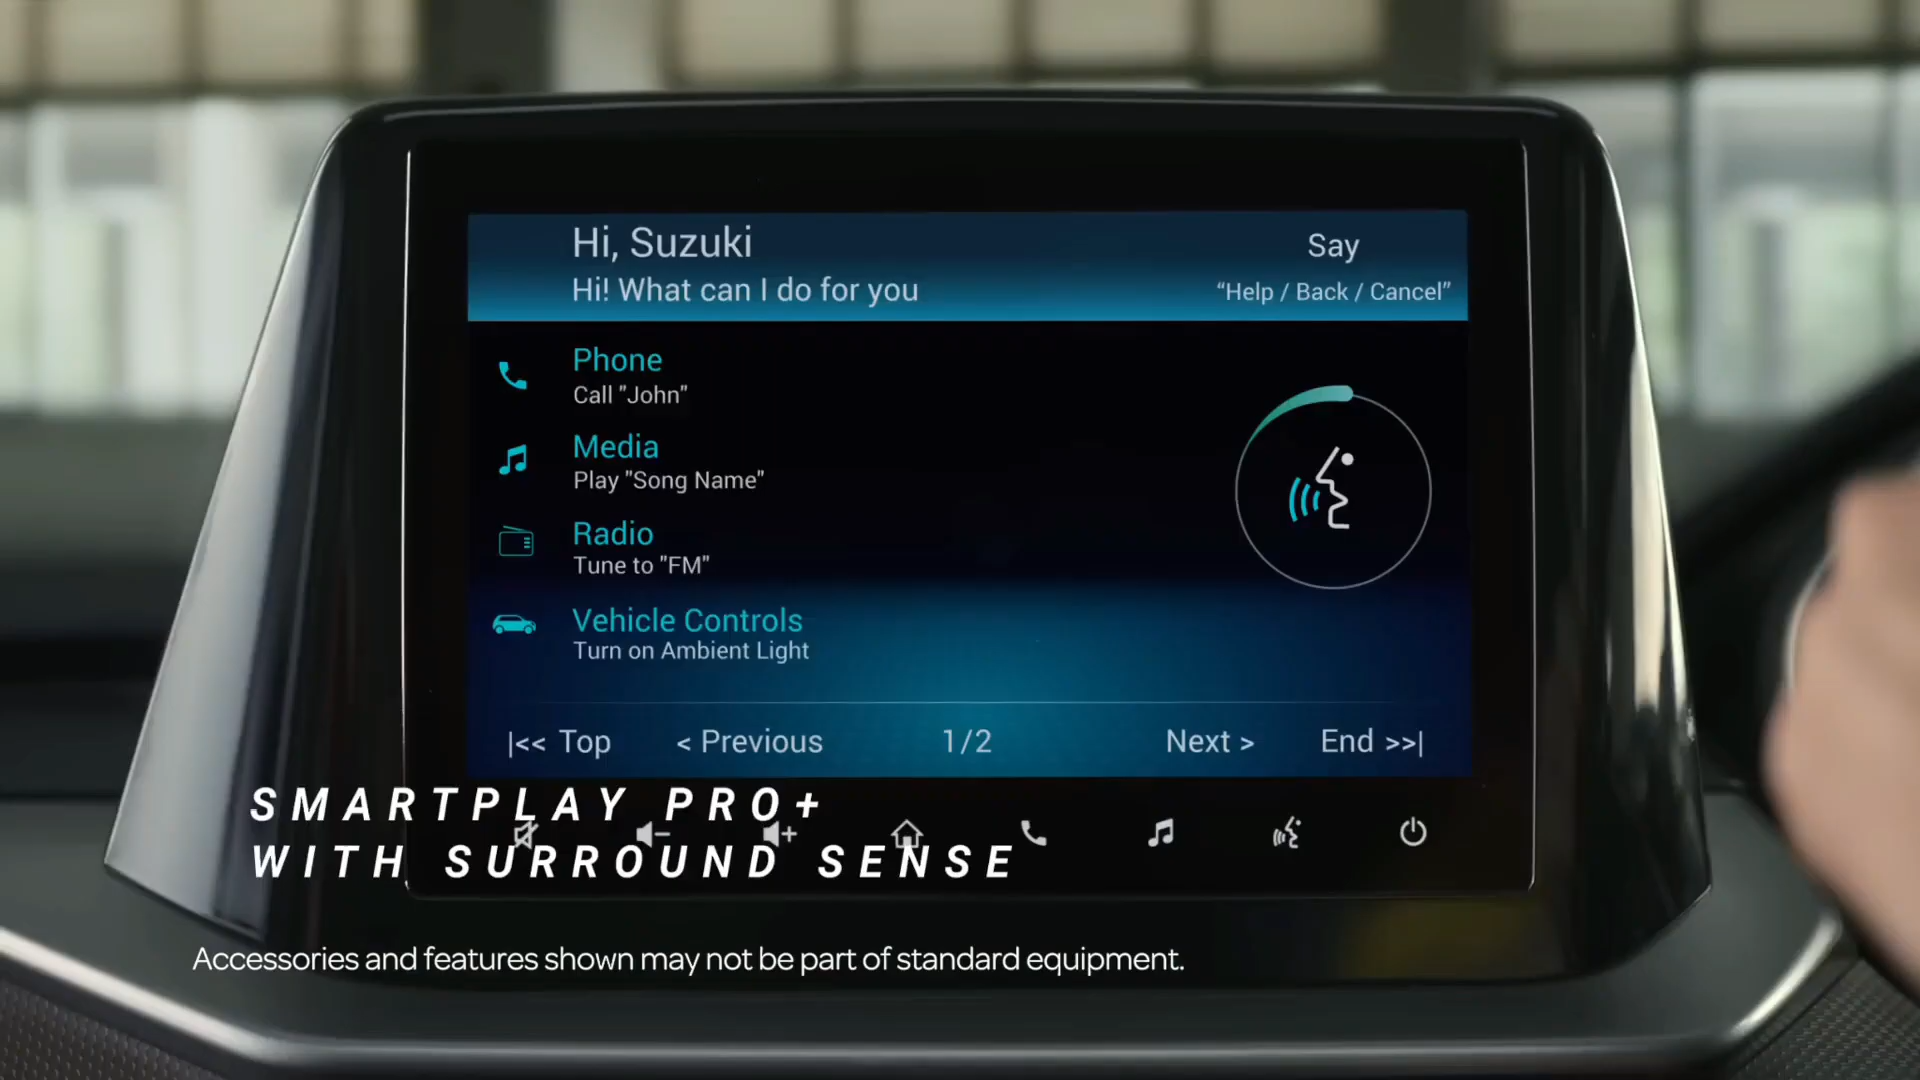 Hi, Suzuki
Say
Hi! What can I do for you
“Help / Back / Cancel”
Phone
Call "John"
Media
Play "Song Name"
Radio
Tune to "FM"
Vehicle Controls
Turn on Ambient Light
|<< Top < Previous 1/2 Next > End >>|
SMARTPLAY PRO+
WITH SURROUND SENSE
Accessories and features shown may not be part of standard equipment.